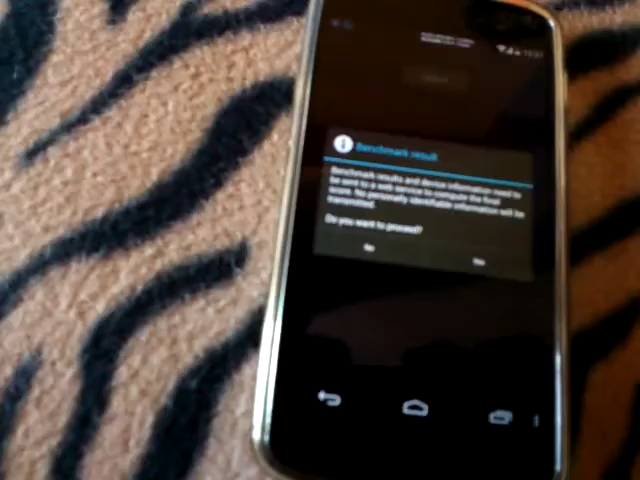 Benchmark result
Benchmark results and device information need to
be sent to a web service to compute the final
score. No personally identifiable information will be
transmitted.
Do you want to proceed?
No
Yes